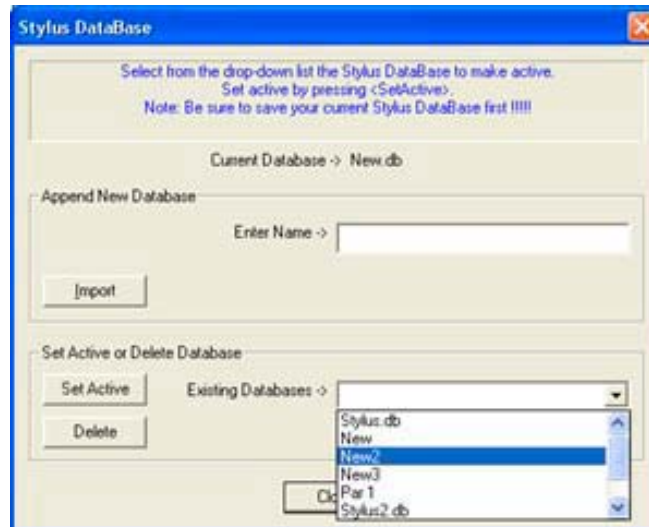 Stylus DataBase
Select from the drop-down list the Stylus DataBase to make active.
Set active by pressing <SetActive>.
Note: Be sure to save your current Stylus DataBase first !!!!!
Current Database -> New.db
Append New Database
Enter Name ->
Import
Set Active or Delete Database
Set Active
Existing Databases ->
Delete
Stylus.db
New
New2
New3
Par 1
Stylus2.db
Clo